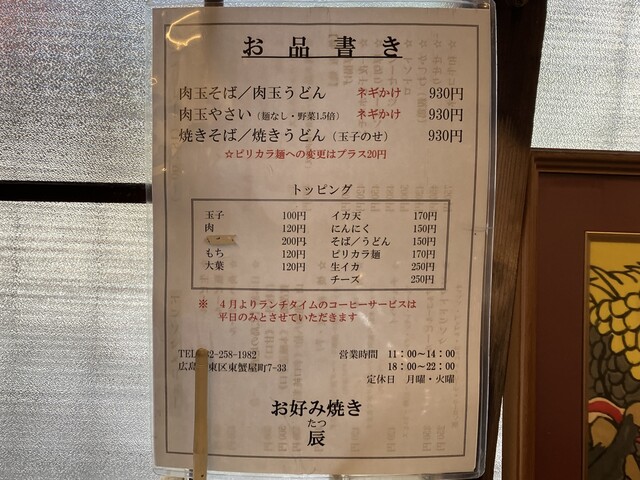 お品書き
肉玉そば／肉玉うどん ネギかけ 930円
肉玉やさい（麺なし・野菜1.5倍） ネギかけ 930円
焼きそば／焼きうどん（玉子のせ） 930円
☆ピリカラ麺への変更はプラス20円
トッピング
玉子 100円 イカ天 170円
肉 120円 にんにく 150円
200円 そば／うどん 150円
もち 120円 ピリカラ麺 170円
大葉 120円 生イカ 250円
チーズ 250円
※ ４月よりランチタイムのコーヒーサービスは
平日のみとさせていただきます
TEL 82-258-1982 営業時間 11：00～14：00
広島 東区東蟹屋町7-33 18：00～22：00
定休日 月曜・火曜
お好み焼き
たつ
辰